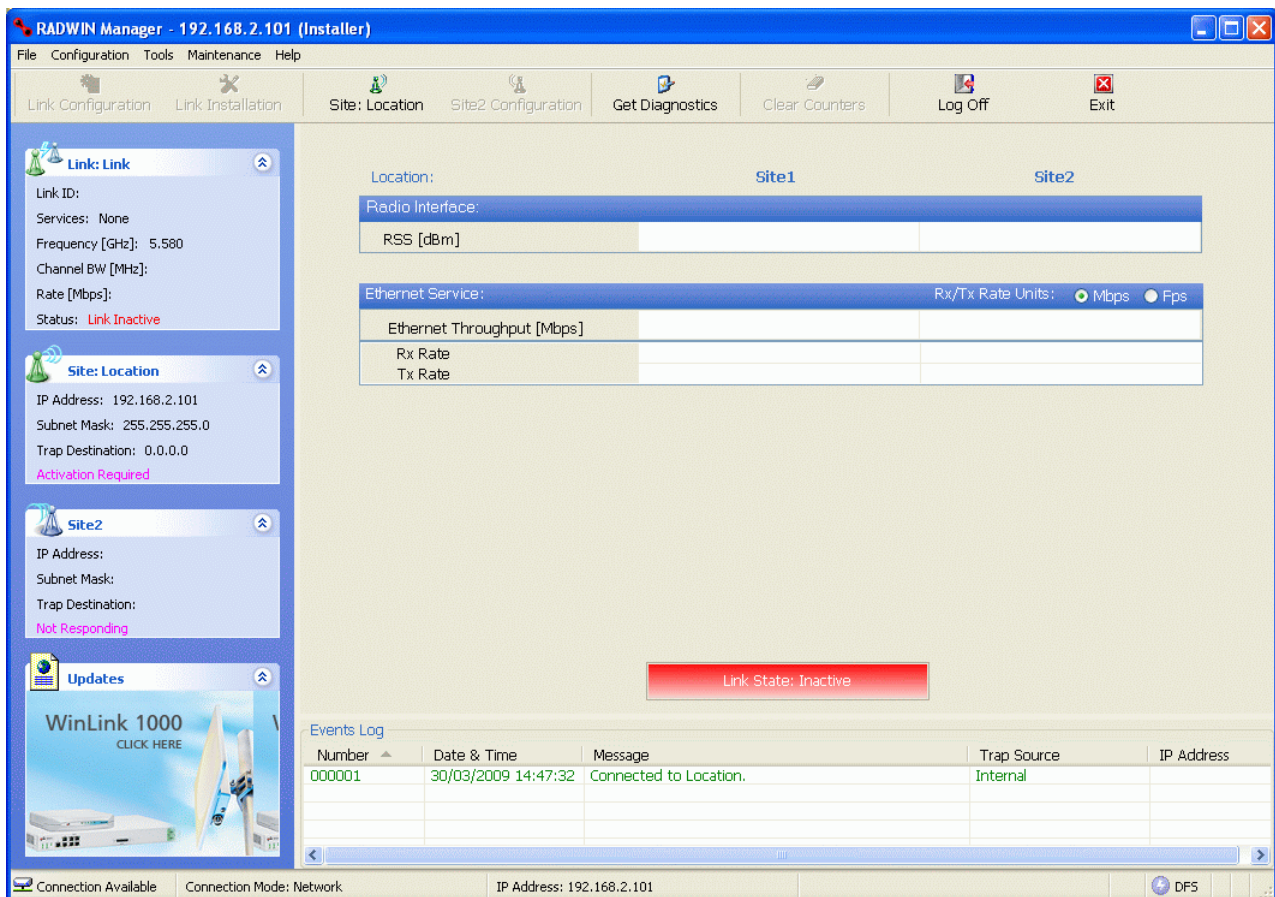 RADWIN Manager - 192.168.2.101 (Installer)
File Configuration Tools Maintenance Help
Link Configuration Link Installation Site: Location Site2 Configuration Get Diagnostics Clear Counters Log Off Exit
Link: Link
Link ID:
Services: None
Frequency [GHz]: 5.580
Channel BW [MHz]:
Rate [Mbps]:
Status: Link Inactive
Site: Location
IP Address: 192.168.2.101
Subnet Mask: 255.255.255.0
Trap Destination: 0.0.0.0
Activation Required
Site2
IP Address:
Subnet Mask:
Trap Destination:
Not Responding
Updates
WinLink 1000
CLICK HERE
Location: Site1 Site2
Radio Interface:
RSS [dBm]
Ethernet Service: Rx/Tx Rate Units: Mbps Fps
Ethernet Throughput [Mbps]
Rx Rate
Tx Rate
Link State: Inactive
Events Log
Number Date & Time Message Trap Source IP Address
000001 30/03/2009 14:47:32 Connected to Location. Internal
Connection Available Connection Mode: Network IP Address: 192.168.2.101 DFS